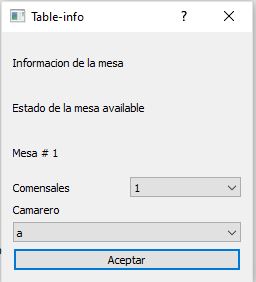 Table-info ?
Informacion de la mesa
Estado de la mesa available
Mesa # 1
Comensales 1
Camarero
a
Aceptar